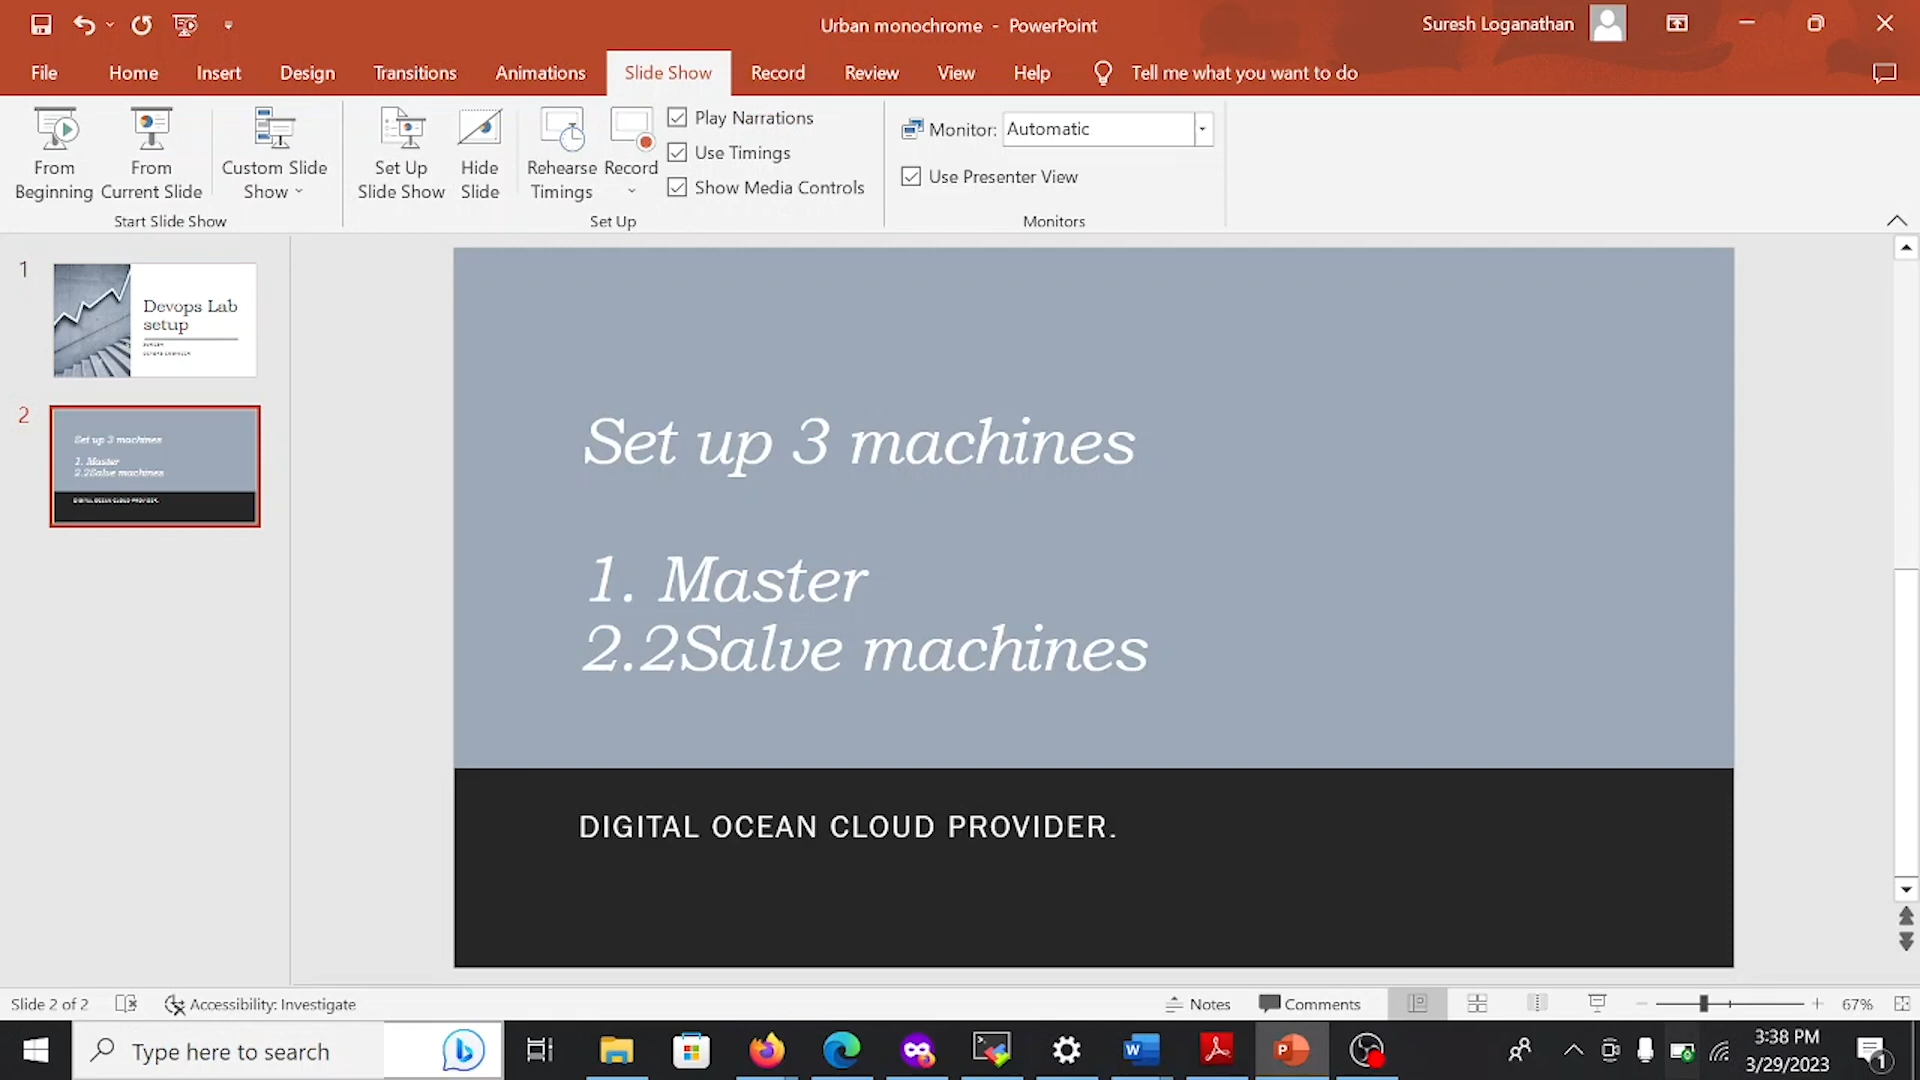 Urban monochrome - PowerPoint
Suresh Loganathan
File
Home
Insert
Design
Transitions
Animations
Slide Show
Record
Review
View
Help
Tell me what you want to do
From Beginning
From Current Slide
Custom Slide Show
Start Slide Show
Set Up Slide Show
Hide Slide
Rehearse Timings
Record
Play Narrations
Use Timings
Show Media Controls
Set Up
Monitor: Automatic
Use Presenter View
Monitors
1
Devops Lab
setup
2
Set up 3 machines
1. Master
2.2Salve machines
DIGITAL OCEAN CLOUD PROVIDER.
Set up 3 machines
1. Master
2.2Salve machines
DIGITAL OCEAN CLOUD PROVIDER.
Slide 2 of 2
Accessibility: Investigate
Notes
Comments
67%
Type here to search
3:38 PM
3/29/2023
1